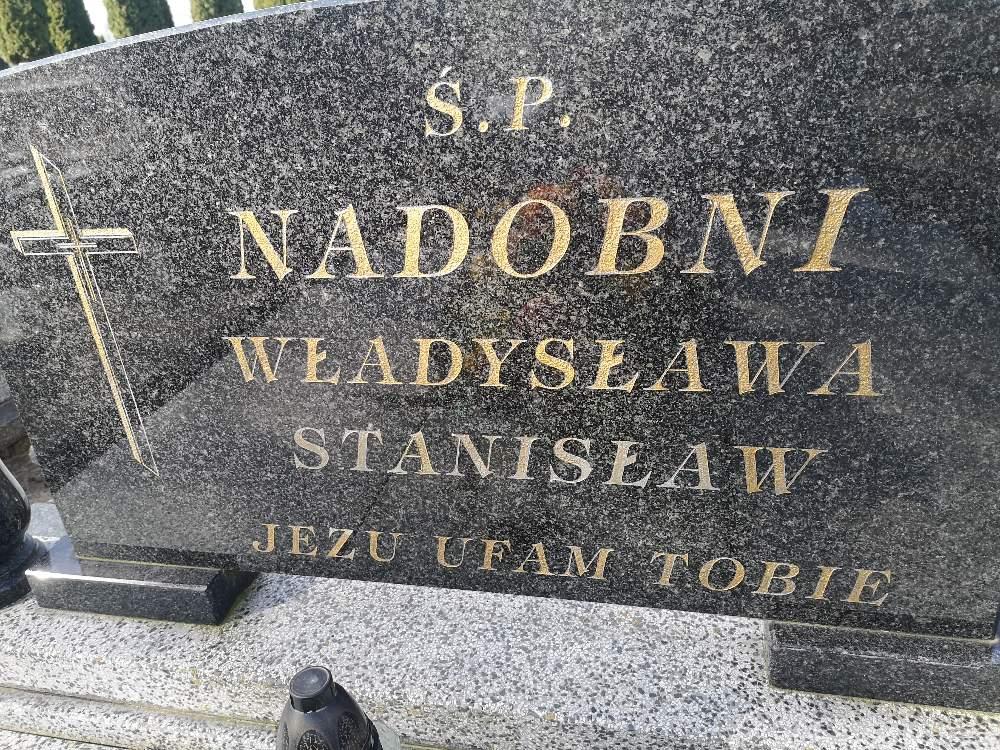 Ś.P.
NADOBNI
WŁADYSŁAWA
STANISŁAW
JEZU UFAM TOBIE